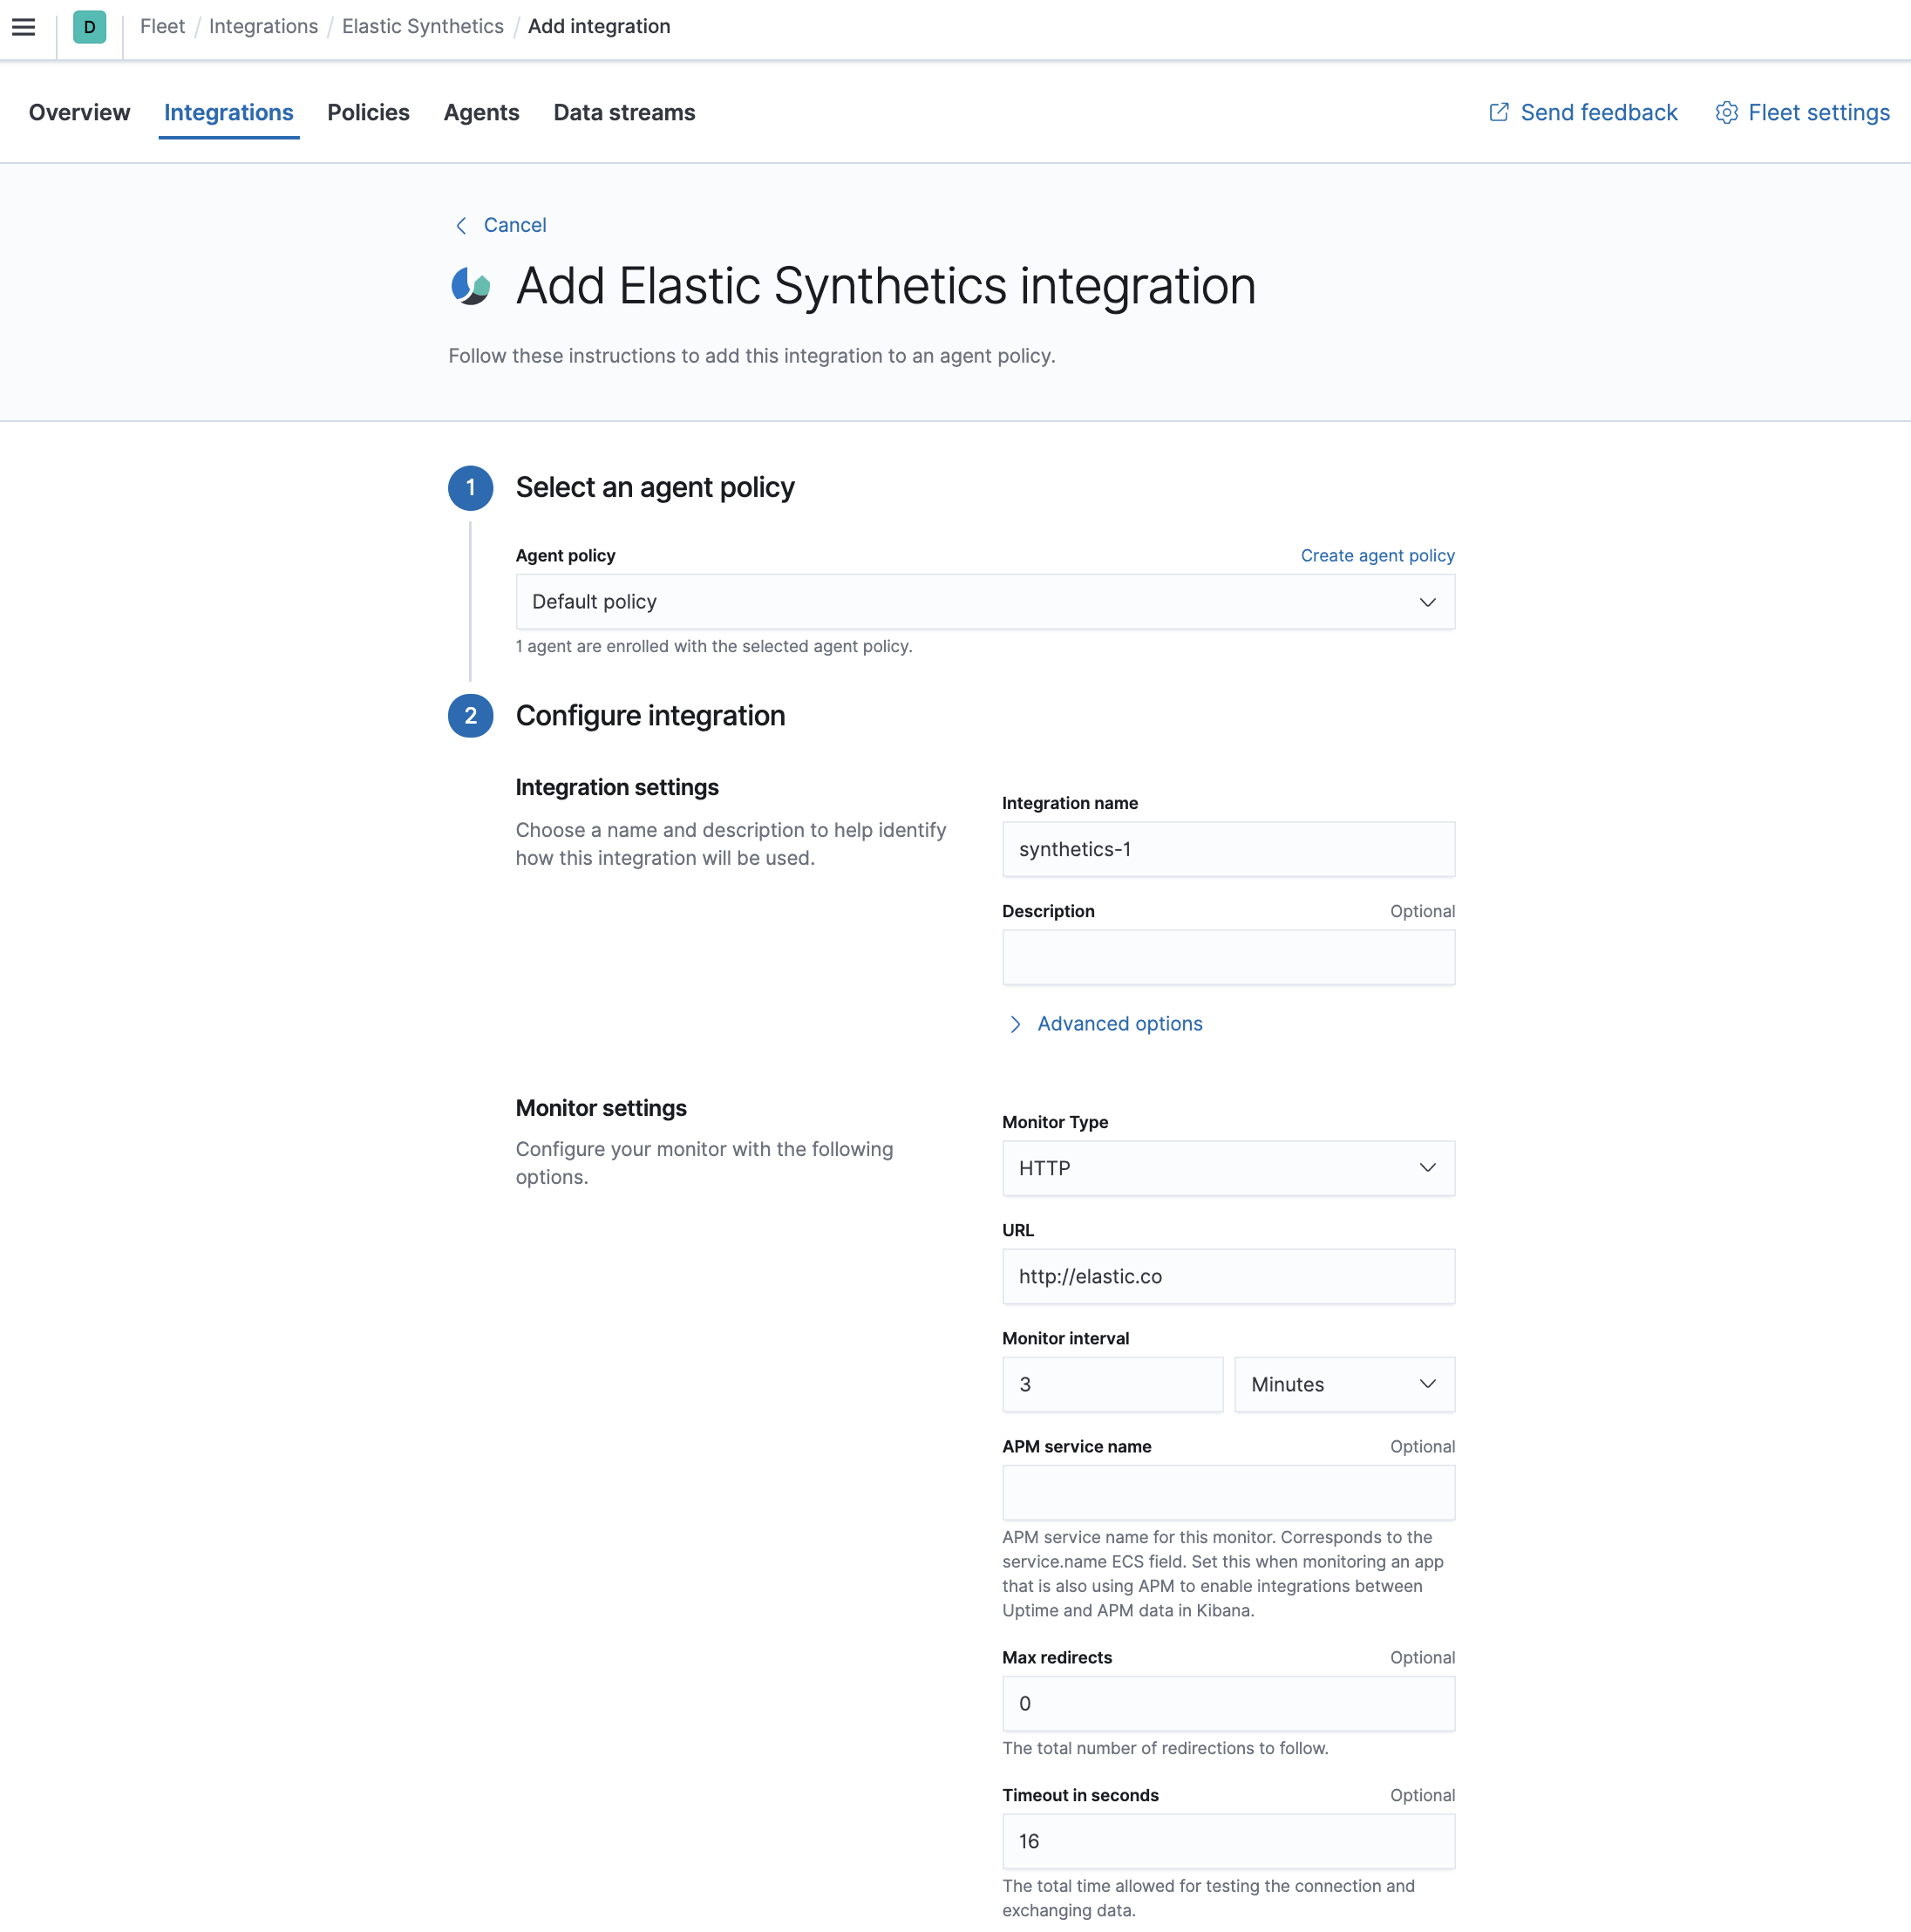 D
Fleet / Integrations / Elastic Synthetics / Add integration
Overview Integrations Policies Agents Data streams Send feedback Fleet settings
Cancel
Add Elastic Synthetics integration
Follow these instructions to add this integration to an agent policy.
1 Select an agent policy
Agent policy Create agent policy
Default policy
1 agent are enrolled with the selected agent policy.
2 Configure integration
Integration settings
Choose a name and description to help identify
how this integration will be used.
Integration name
synthetics-1
Description Optional
Advanced options
Monitor settings
Configure your monitor with the following
options.
Monitor Type
HTTP
URL
http://elastic.co
Monitor interval
3 Minutes
APM service name Optional
APM service name for this monitor. Corresponds to the
service.name ECS field. Set this when monitoring an app
that is also using APM to enable integrations between
Uptime and APM data in Kibana.
Max redirects Optional
0
The total number of redirections to follow.
Timeout in seconds Optional
16
The total time allowed for testing the connection and
exchanging data.